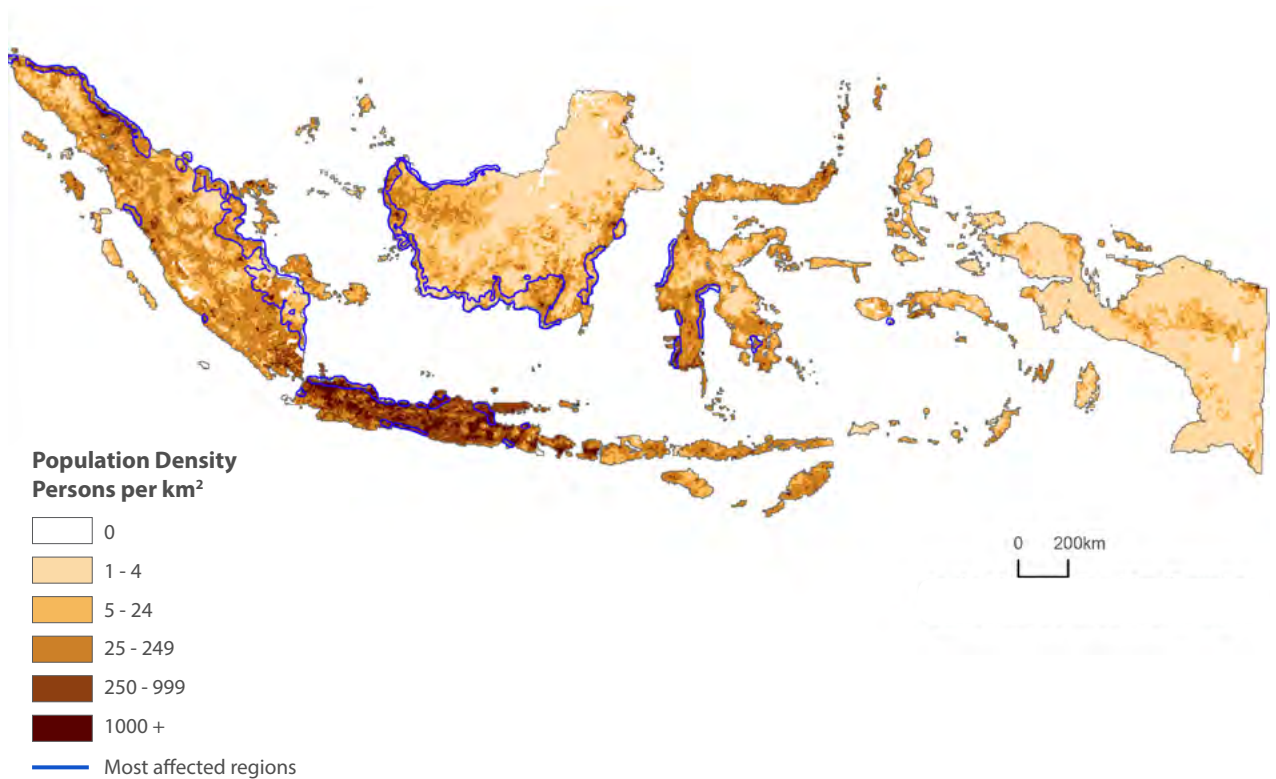 Population Density
Persons per km²
0
1 - 4
5 - 24
25 - 249
250 - 999
1000 +
Most affected regions
0 200km